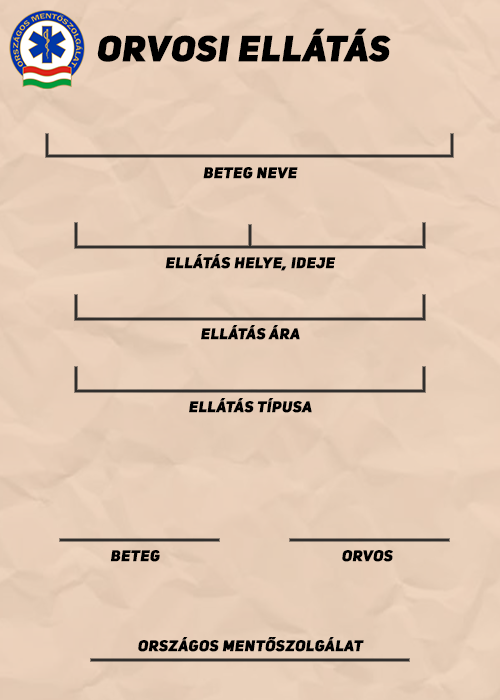 ORSZÁGOS MENTŐSZOLGÁLAT
ORVOSI ELLÁTÁS
BETEG NEVE
ELLÁTÁS HELYE, IDEJE
ELLÁTÁS ÁRA
ELLÁTÁS TÍPUSA
BETEG
ORVOS
ORSZÁGOS MENTŐSZOLGÁLAT